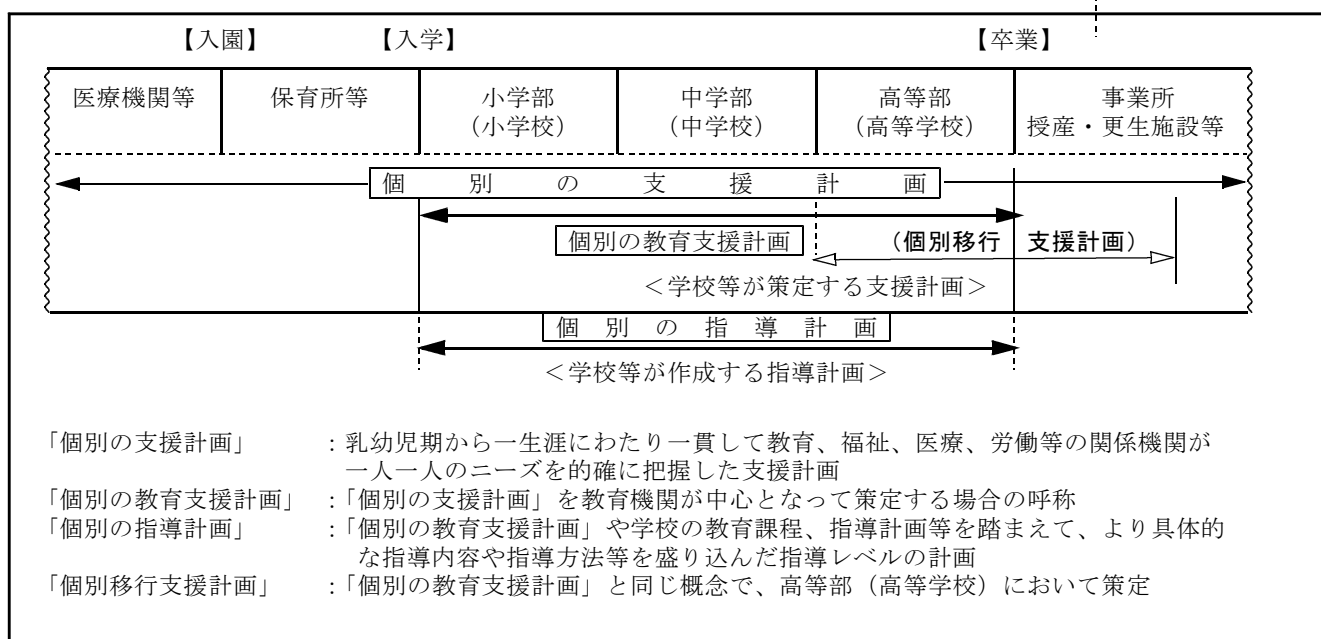 【入園】 【入学】 【卒業】
医療機関等 保育所等 小学部 中学部 高等部 事業所
(小学校) (中学校) (高等学校) 授産・更生施設等
個別の支援計画
個別の教育支援計画 (個別移行支援計画)
<学校等が策定する支援計画>
個別の指導計画
<学校等が作成する指導計画>
「個別の支援計画」 :乳幼児期から一生涯にわたり一貫して教育、福祉、医療、労働等の関係機関が
一人一人のニーズを的確に把握した支援計画
「個別の教育支援計画」 :「個別の支援計画」を教育機関が中心となって策定する場合の呼称
「個別の指導計画」 :「個別の教育支援計画」や学校の教育課程、指導計画等を踏まえて、より具体的
な指導内容や指導方法等を盛り込んだ指導レベルの計画
「個別移行支援計画」 :「個別の教育支援計画」と同じ概念で、高等部(高等学校)において策定